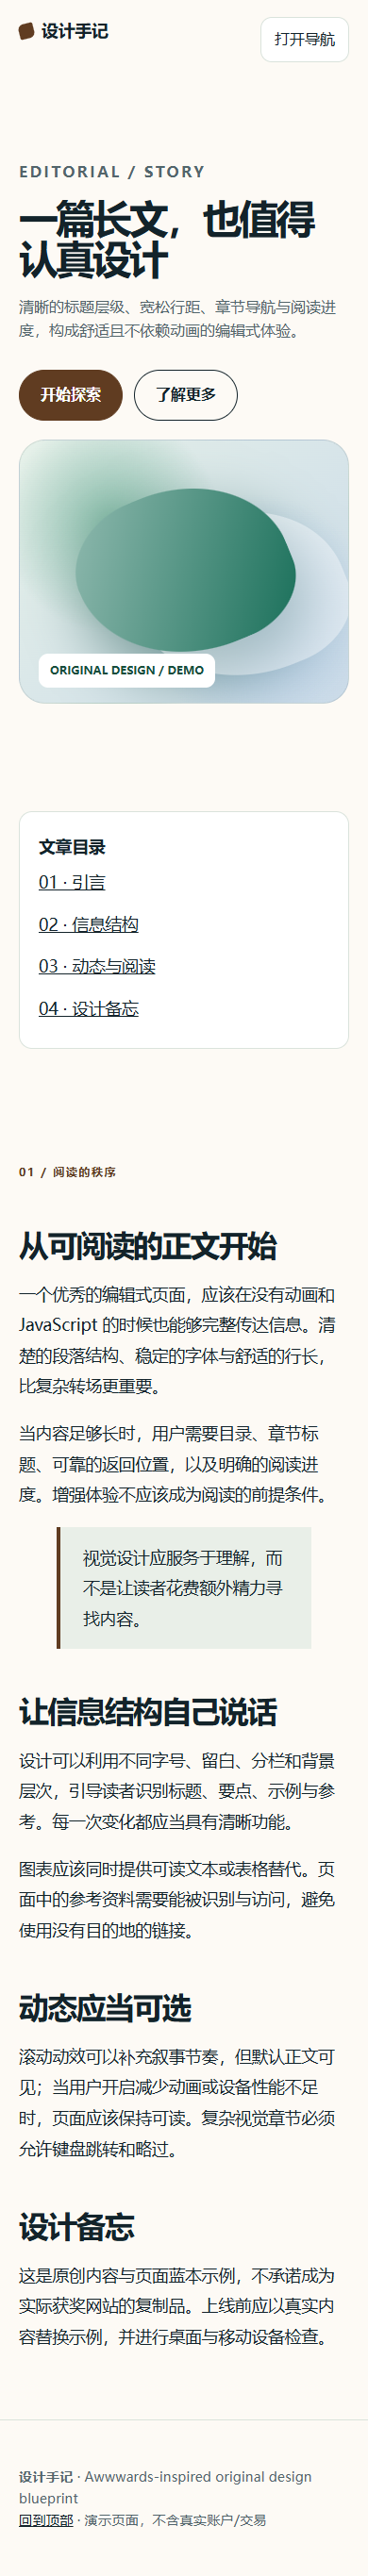 设计手记
打开导航
EDITORIAL / STORY
一篇长文，也值得
认真设计
清晰的标题层级、宽松行距、章节导航与阅读进
度，构成舒适且不依赖动画的编辑式体验。
开始探索
了解更多
ORIGINAL DESIGN / DEMO
文章目录
01 · 引言
02 · 信息结构
03 · 动态与阅读
04 · 设计备忘
01 / 阅读的秩序
从可阅读的正文开始
一个优秀的编辑式页面，应该在没有动画和
JavaScript 的时候也能够完整传达信息。清
楚的段落结构、稳定的字体与舒适的行长，
比复杂转场更重要。
当内容足够长时，用户需要目录、章节标
题、可靠的返回位置，以及明确的阅读进
度。增强体验不应该成为阅读的前提条件。
视觉设计应服务于理解，而
不是让读者花费额外精力寻
找内容。
让信息结构自己说话
设计可以利用不同字号、留白、分栏和背景
层次，引导读者识别标题、要点、示例与参
考。每一次变化都应当具有清晰功能。
图表应该同时提供可读文本或表格替代。页
面中的参考资料需要能被识别与访问，避免
使用没有目的地的链接。
动态应当可选
滚动动效可以补充叙事节奏，但默认正文可
见；当用户开启减少动画或设备性能不足
时，页面应该保持可读。复杂视觉章节必须
允许键盘跳转和略过。
设计备忘
这是原创内容与页面蓝本示例，不承诺成为
实际获奖网站的复制品。上线前应以真实内
容替换示例，并进行桌面与移动设备检查。
设计手记 · Awwwards-inspired original design
blueprint
回到顶部 · 演示页面，不含真实账户/交易